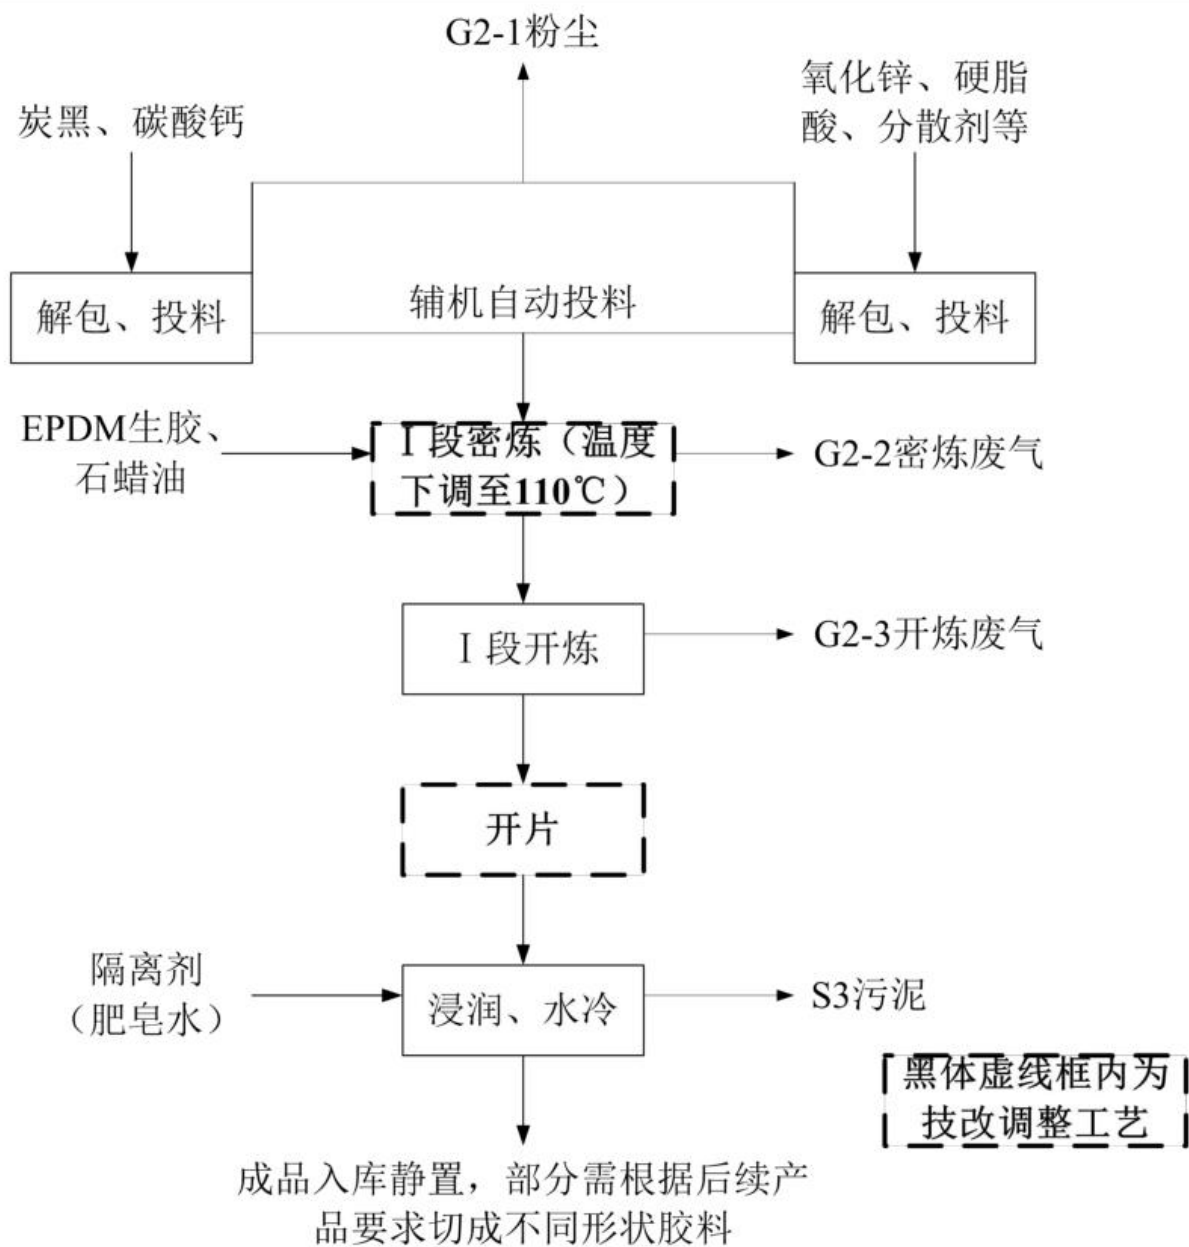 G2-1粉尘
炭黑、碳酸钙
氧化锌、硬脂
酸、分散剂等
解包、投料
辅机自动投料
解包、投料
EPDM生胶、
石蜡油
Ⅰ段密炼（温度
下调至110℃）
G2-2密炼废气
Ⅰ段开炼
G2-3开炼废气
开片
隔离剂
（肥皂水）
浸润、水冷
S3污泥
黑体虚线框内为
技改调整工艺
成品入库静置，部分需根据后续产
品要求切成不同形状胶料